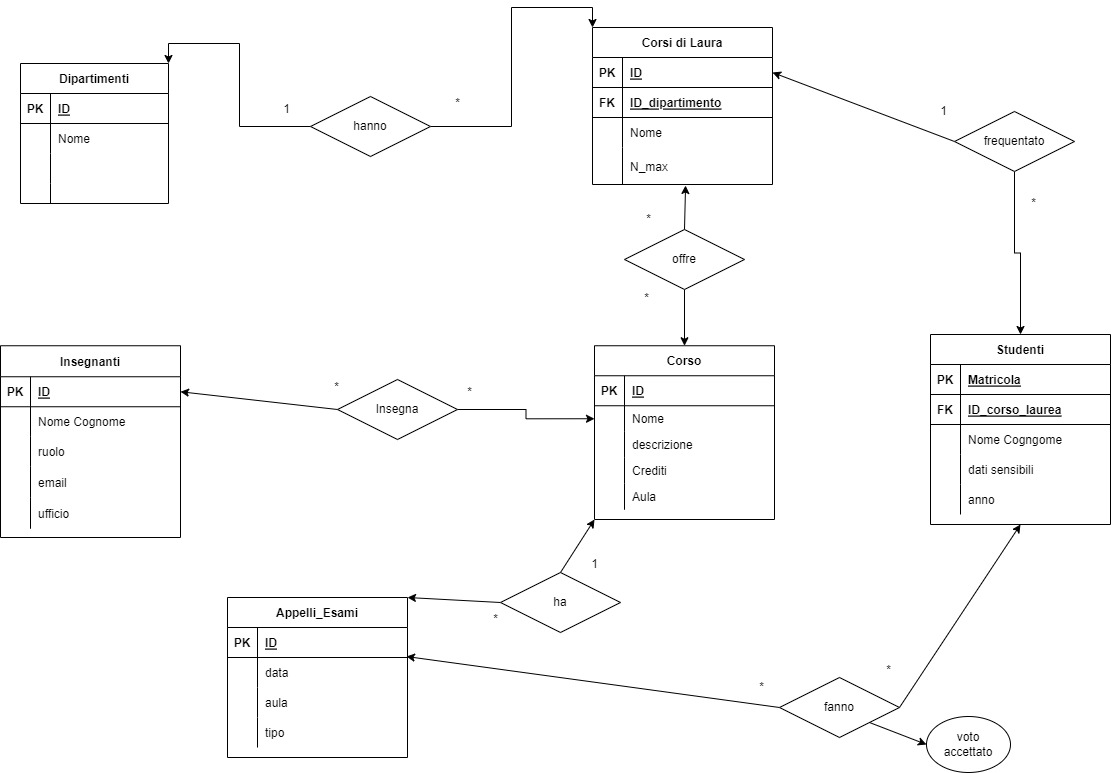 Dipartimenti
PK ID
Nome
1
hanno
*
Corsi di Laura
PK ID
FK ID_dipartimento
Nome
N_max
1
frequentato
*
*
offre
*
Insegnanti
PK ID
Nome Cognome
ruolo
email
ufficio
*
Insegna
*
Corso
PK ID
Nome
descrizione
Crediti
Aula
Studenti
PK Matricola
FK ID_corso_laurea
Nome Cogngome
dati sensibili
anno
1
ha
*
Appelli_Esami
PK ID
data
aula
tipo
*
fanno
*
voto
accettato